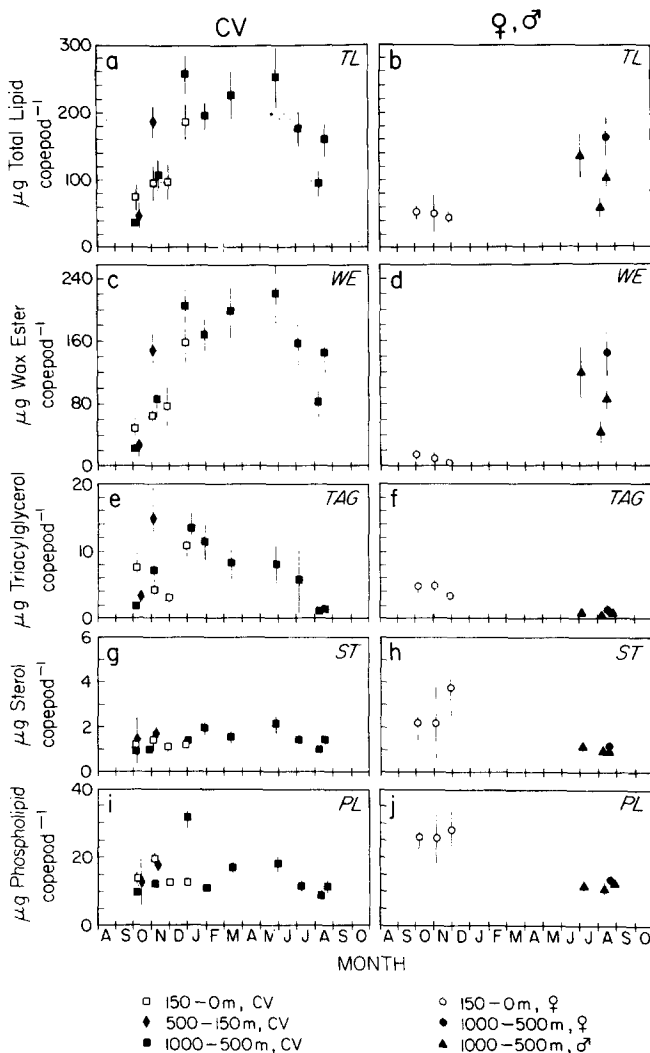 CV
♀,♂
a
TL
b
TL
300
200
100
0
μg Total Lipid
copepod⁻¹
c
WE
d
WE
240
160
80
0
μg Wax Ester
copepod⁻¹
e
TAG
f
TAG
20
10
0
μg Triacylglycerol
copepod⁻¹
g
ST
h
ST
6
4
2
0
μg Sterol
copepod⁻¹
i
PL
j
PL
40
20
10
0
μg Phospholipid
copepod⁻¹
A S O N D J F M A M J J A S O
A S O N D J F M A M J J A S O
MONTH
□ 150-0m, CV
♦ 500-150m, CV
■ 1000-500m, CV
○ 150-0m, ♀
● 1000-500m, ♀
▲ 1000-500m, ♂